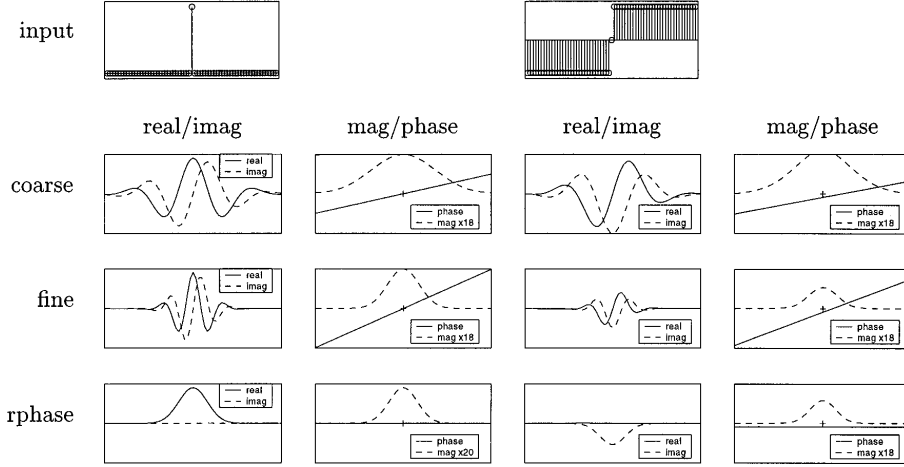 input
real/imag mag/phase real/imag mag/phase
coarse
real
imag
phase
mag x18
real
imag
phase
mag x18
fine
real
imag
phase
mag x18
real
imag
phase
mag x18
rphase
real
imag
phase
mag x20
real
imag
phase
mag x18